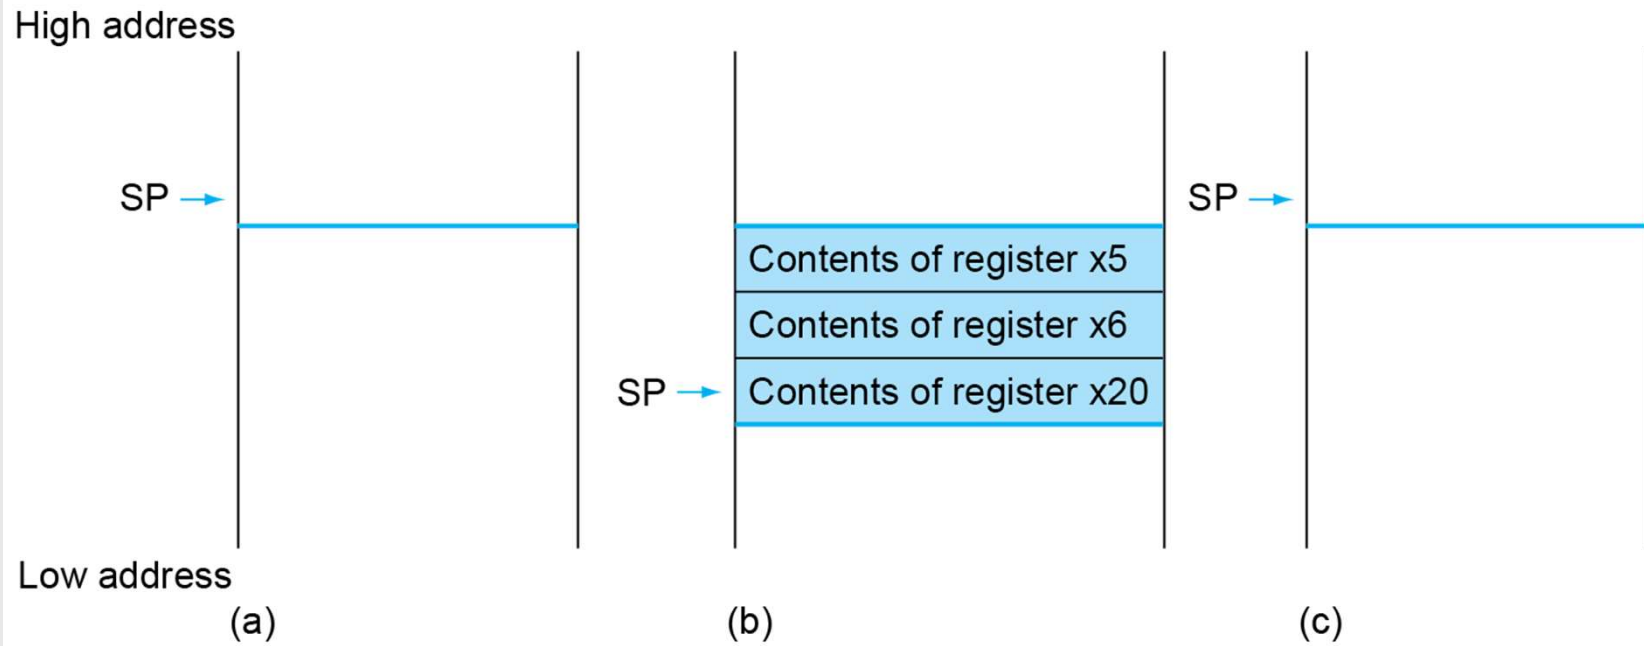 High address
SP
SP
Contents of register x5
Contents of register x6
SP
Contents of register x20
Low address
(a)
(b)
(c)